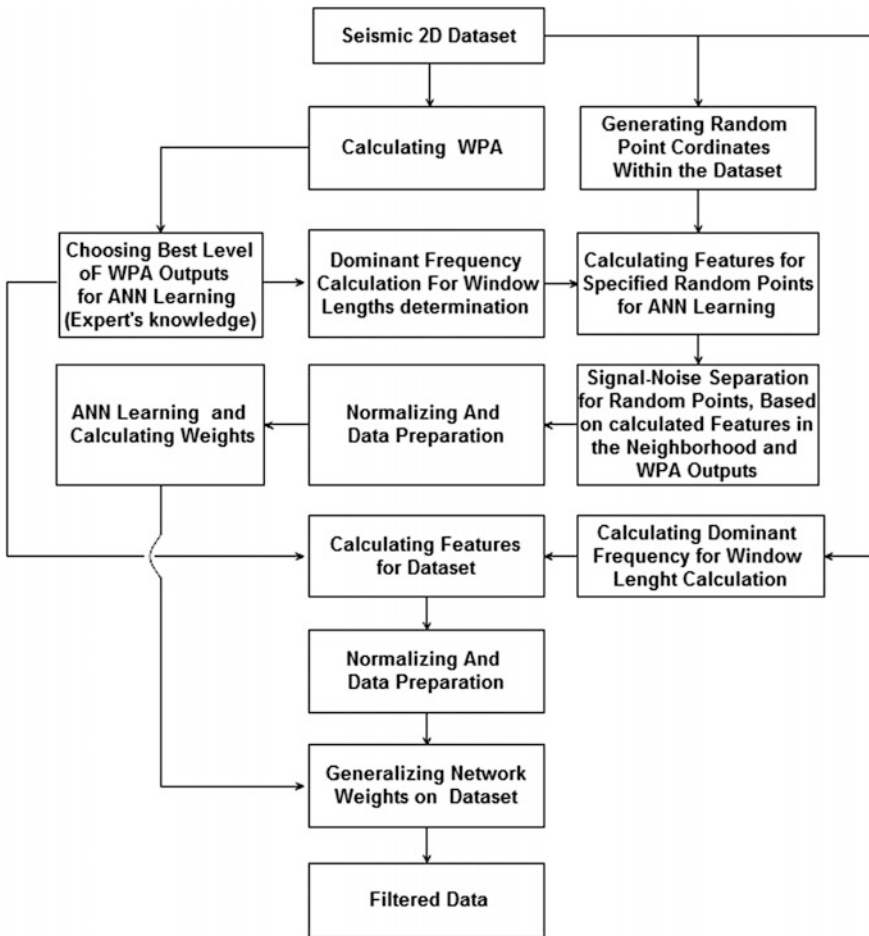 Seismic 2D Dataset
Calculating WPA
Generating Random
Point Cordinates
Within the Dataset
Choosing Best Level
oF WPA Outputs
for ANN Learning
(Expert's knowledge)
Dominant Frequency
Calculation For Window
Lengths determination
Calculating Features for
Specified Random Points
for ANN Learning
ANN Learning and
Calculating Weights
Normalizing And
Data Preparation
Signal-Noise Separation
for Random Points, Based
on calculated Features in
the Neighborhood and
WPA Outputs
Calculating Features
for Dataset
Calculating Dominant
Frequency for Window
Lenght Calculation
Normalizing And
Data Preparation
Generalizing Network
Weights on Dataset
Filtered Data